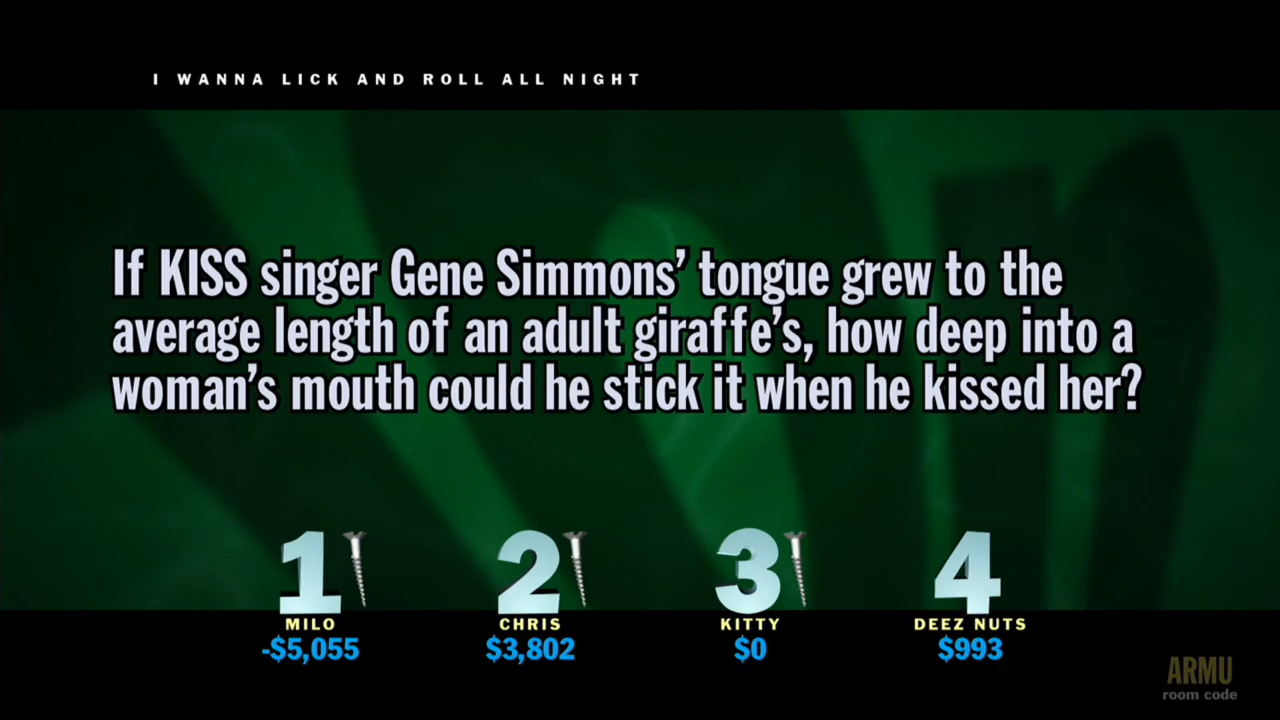 I WANNA LICK AND ROLL ALL NIGHT
If KISS singer Gene Simmons' tongue grew to the
average length of an adult giraffe's, how deep into a
woman's mouth could he stick it when he kissed her?
1 2 3 4
MILO CHRIS KITTY DEEZ NUTS
-$5,055 $3,802 $0 $993
ARMU
room code